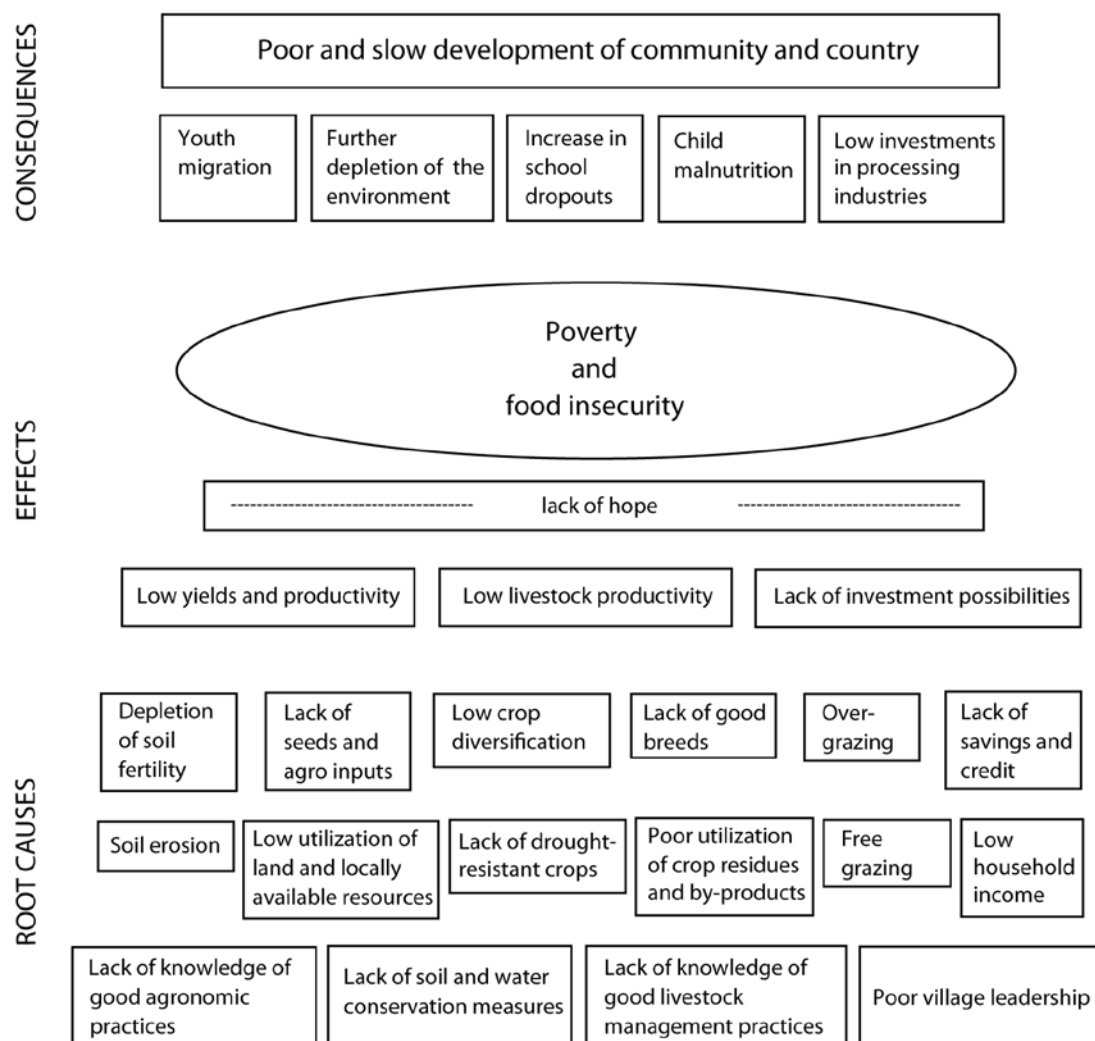 CONSEQUENCES
Poor and slow development of community and country
Youth
migration
Further
depletion of the
environment
Increase in
school
dropouts
Child
malnutrition
Low investments
in processing
industries
EFFECTS
Poverty
and
food insecurity
------------------------------------ lack of hope ------------------------------------
Low yields and productivity
Low livestock productivity
Lack of investment possibilities
ROOT CAUSES
Depletion
of soil
fertility
Lack of
seeds and
agro inputs
Low crop
diversification
Lack of good
breeds
Over-
grazing
Lack of
savings and
credit
Soil erosion
Low utilization of
land and locally
available resources
Lack of drought-
resistant crops
Poor utilization
of crop residues
and by-products
Free
grazing
Low
household
income
Lack of knowledge of
good agronomic
practices
Lack of soil and water
conservation measures
Lack of knowledge of
good livestock
management practices
Poor village leadership